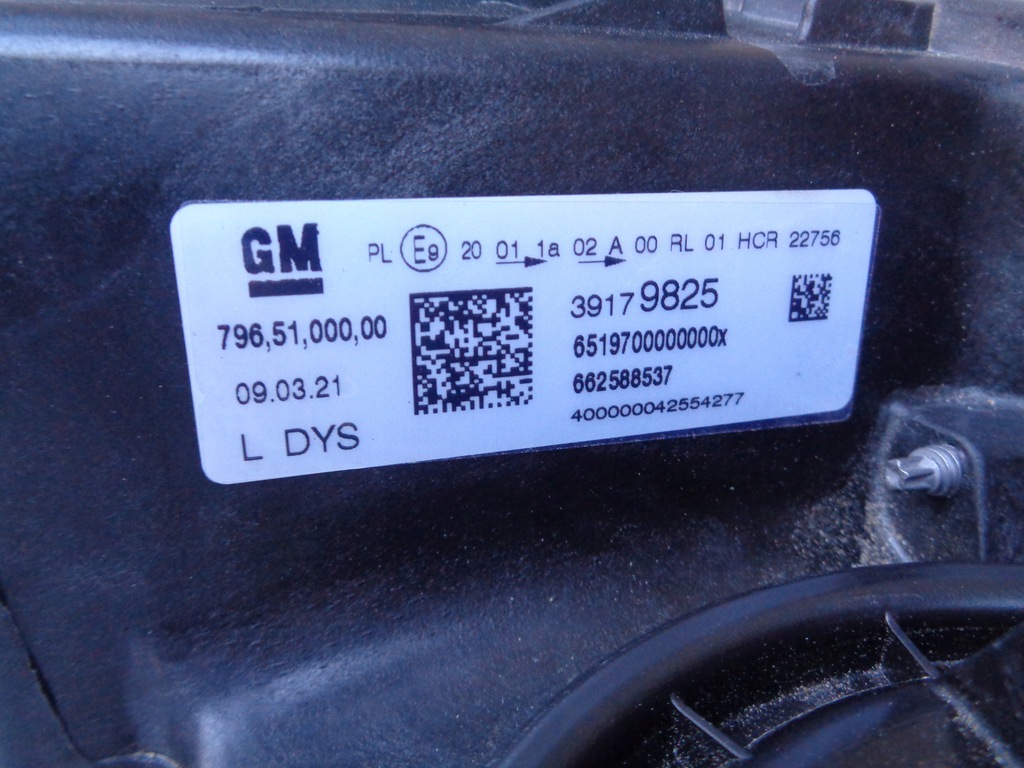 GM
PL E9 20 01 1a 02 A 00 RL 01 HCR 22756
796,51,000,00
39179825
6519700000000x
09.03.21
662588537
L DYS
400000042554277